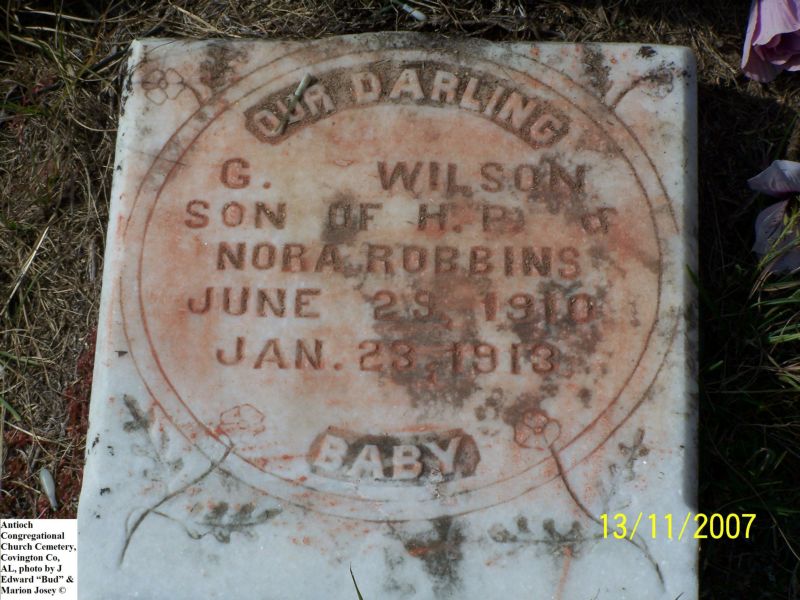 OUR DARLING
G. WILSON
SON OF H. P. &
NORA ROBBINS
JUNE 29, 1910
JAN. 23, 1913.
BABY
13/11/2007
Antioch
Congregational
Church Cemetery,
Covington Co,
AL, photo by J
Edward “Bud” &
Marion Josey ©